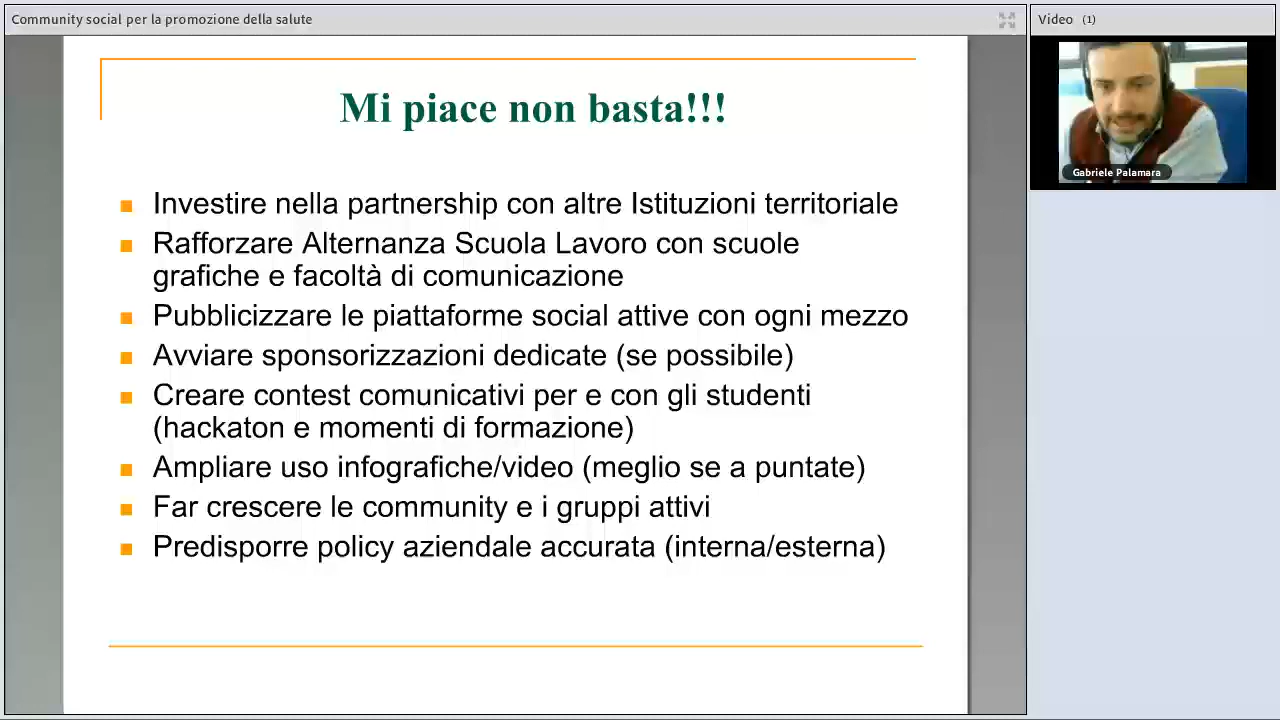 Community social per la promozione della salute
Video (1)
Gabriele Palamara
Mi piace non basta!!!
Investire nella partnership con altre Istituzioni territoriale
Rafforzare Alternanza Scuola Lavoro con scuole
grafiche e facoltà di comunicazione
Pubblicizzare le piattaforme social attive con ogni mezzo
Avviare sponsorizzazioni dedicate (se possibile)
Creare contest comunicativi per e con gli studenti
(hackaton e momenti di formazione)
Ampliare uso infografiche/video (meglio se a puntate)
Far crescere le community e i gruppi attivi
Predisporre policy aziendale accurata (interna/esterna)